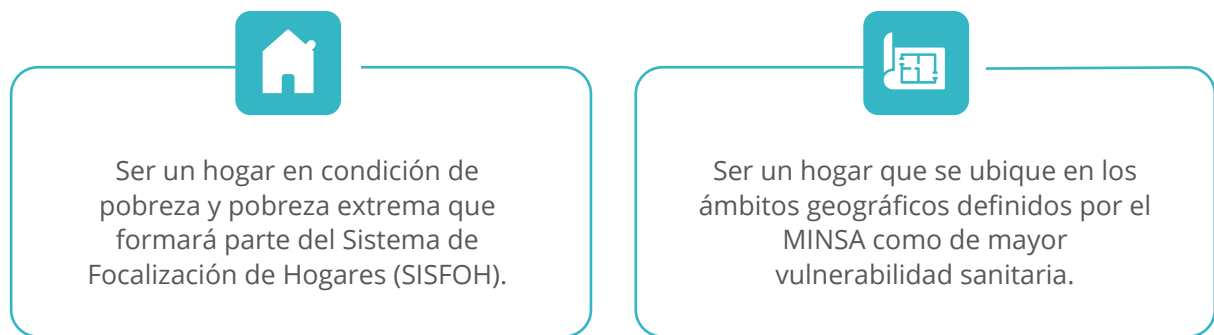 Ser un hogar en condición de
pobreza y pobreza extrema que
formará parte del Sistema de
Focalización de Hogares (SISFOH).
Ser un hogar que se ubique en los
ámbitos geográficos definidos por el
MINSA como de mayor
vulnerabilidad sanitaria.